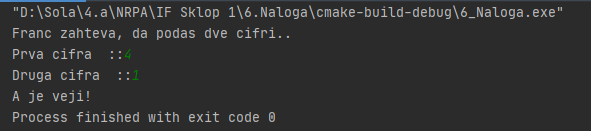 "D:\Sola\4.a\NRPA\IF Sklop 1\6.Naloga\cmake-build-debug\6_Naloga.exe"
Franc zahteva, da podas dve cifri..
Prva cifra  ::4
Druga cifra  ::1
A je veji!
Process finished with exit code 0